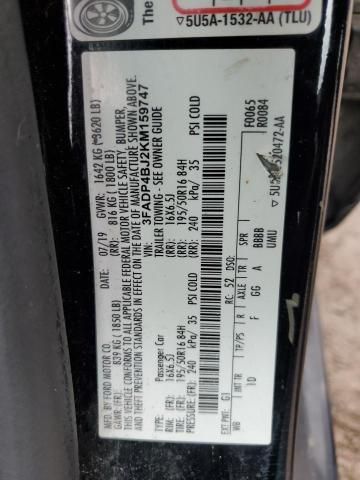 The
5U5A-1532-AA (TLU)
MFD. BY FORD MOTOR CO.
DATE: 07/19 GVWR: 1642 KG (3620 LB)
GAWR:(FR): 839 KG (1850 LB) RR: 816 KG (1800 LB)
"THIS VEHICLE CONFORMS TO ALL APPLICABLE FEDERAL MOTOR VEHICLE SAFETY, BUMPER,
AND THEFT PREVENTION STANDARDS IN EFFECT ON THE DATE OF MANUFACTURE SHOWN ABOVE.
VIN: 3FADP4BJ2KM159747
Passenger Car TRAILER TOWING - SEE OWNER GUIDE
RIM: (FR): 16X6.5J (RR): 16X6.5J
TIRE: (FR): 195/50R16 84H (RR): 195/50R16 84H
PRESSURE:(FR): 240 kPa/ 35 PSI COLD (RR): 240 kPa/ 35 PSI COLD
EXT PNT: G1 RC: 52 DSO: F0065
R0084
WB INT TR TP/PS R AXLE TR SPR
1D F GG A BBBB
UMU